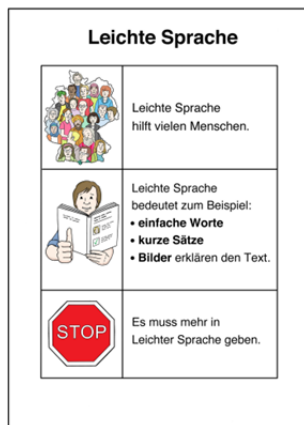 Leichte Sprache
Leichte Sprache
hilft vielen Menschen.
Leichte Sprache
bedeutet zum Beispiel:
• einfache Worte
• kurze Sätze
• Bilder erklären den Text.
STOP
Es muss mehr in
Leichter Sprache geben.